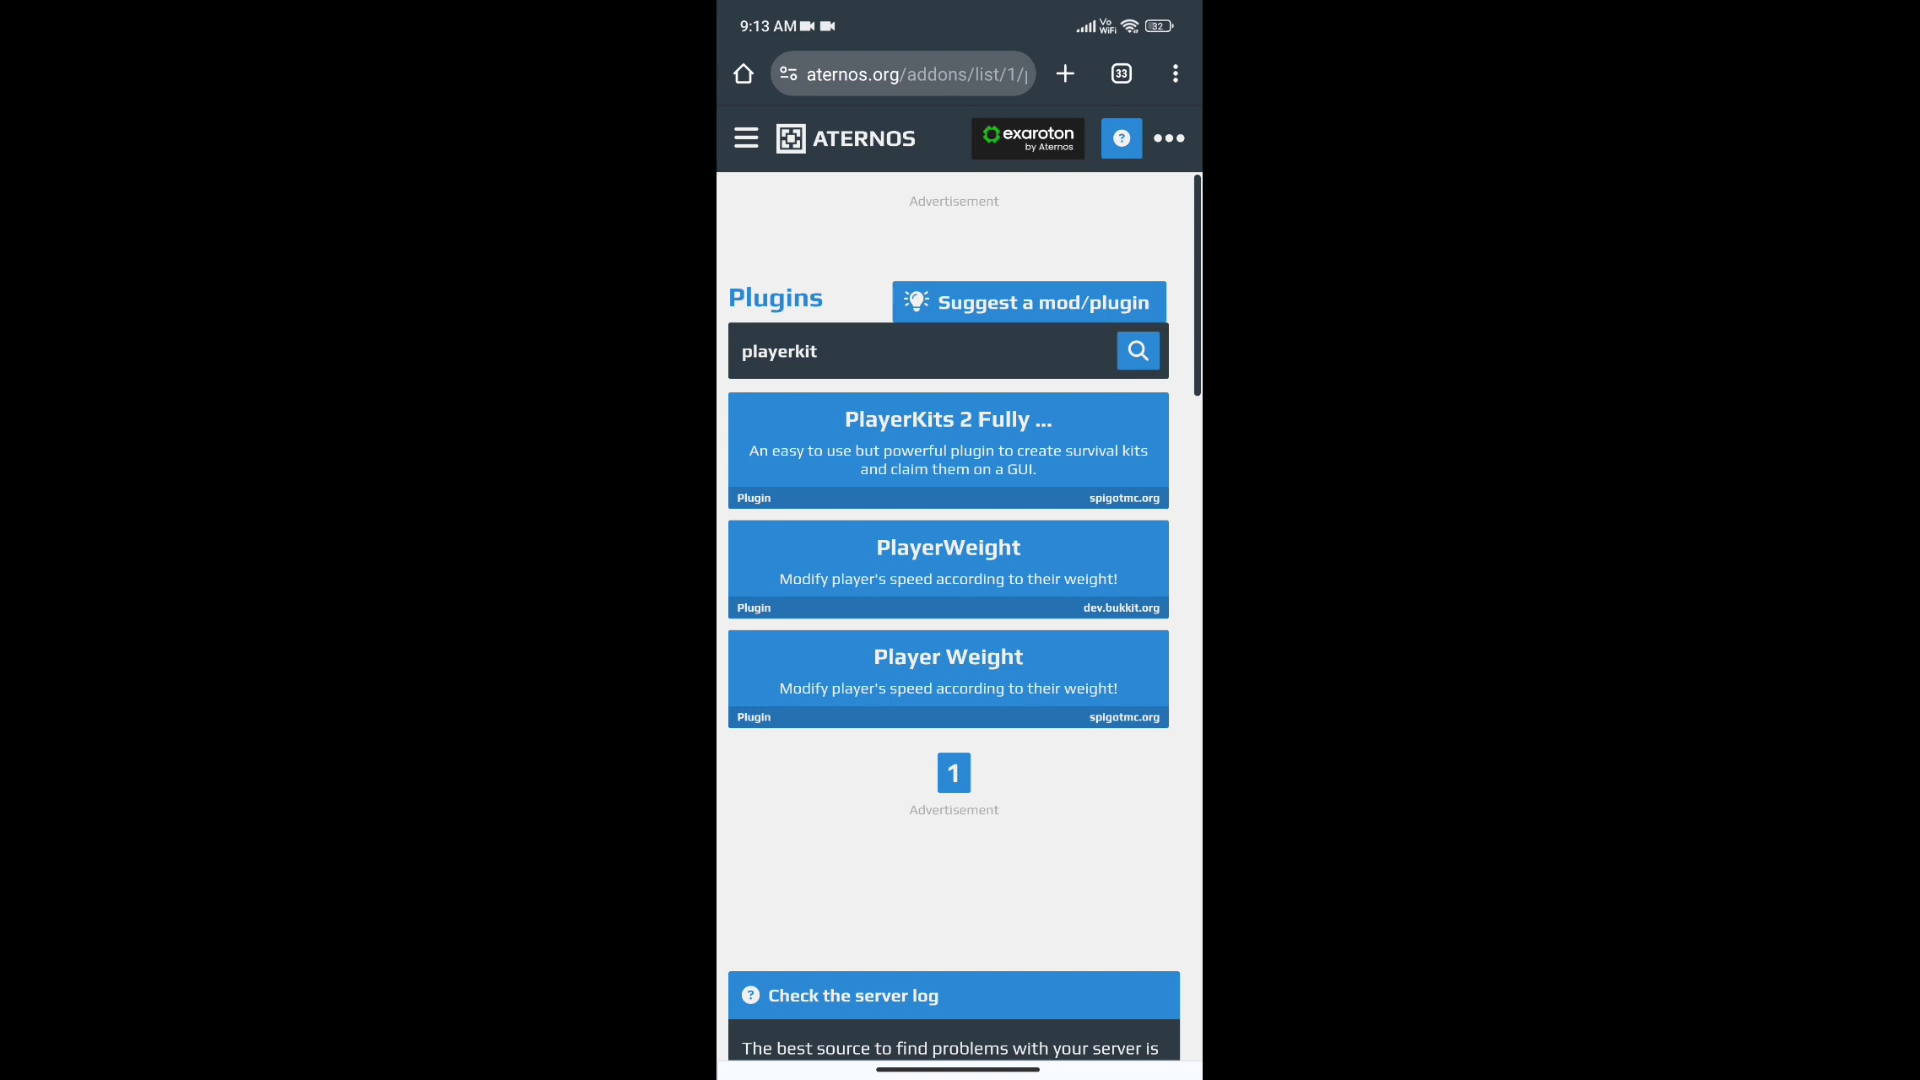 9:13 AM
Vo
WiFi
32
aternos.org/addons/list/1/
33
ATERNOS
exaroton
by Aternos
?
Advertisement
Plugins
Suggest a mod/plugin
playerkit
PlayerKits 2 Fully ...
An easy to use but powerful plugin to create survival kits
and claim them on a GUI.
Plugin
spigotmc.org
PlayerWeight
Modify player's speed according to their weight!
Plugin
dev.bukkit.org
Player Weight
Modify player's speed according to their weight!
Plugin
spigotmc.org
1
Advertisement
? Check the server log
The best source to find problems with your server is